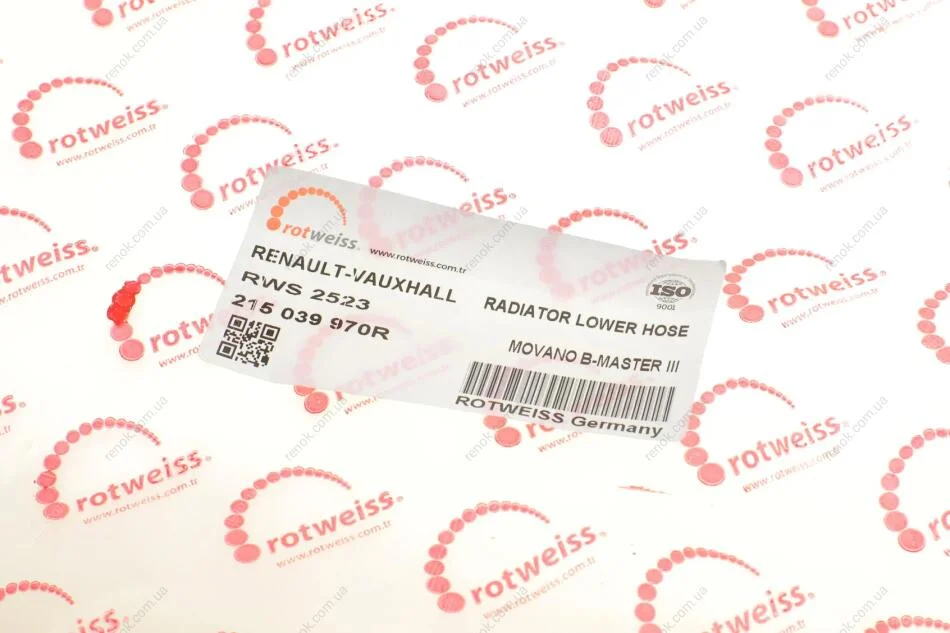 rotweiss.
www.rotweiss.com.tr
RENAULT-VAUXHALL
RWS 2523
215 039 970R
RADIATOR LOWER HOSE
ISO
9001
MOVANO B-MASTER III
ROTWEISS Germany
rotweiss®
www.rotweiss.com.tr
renok.com.ua